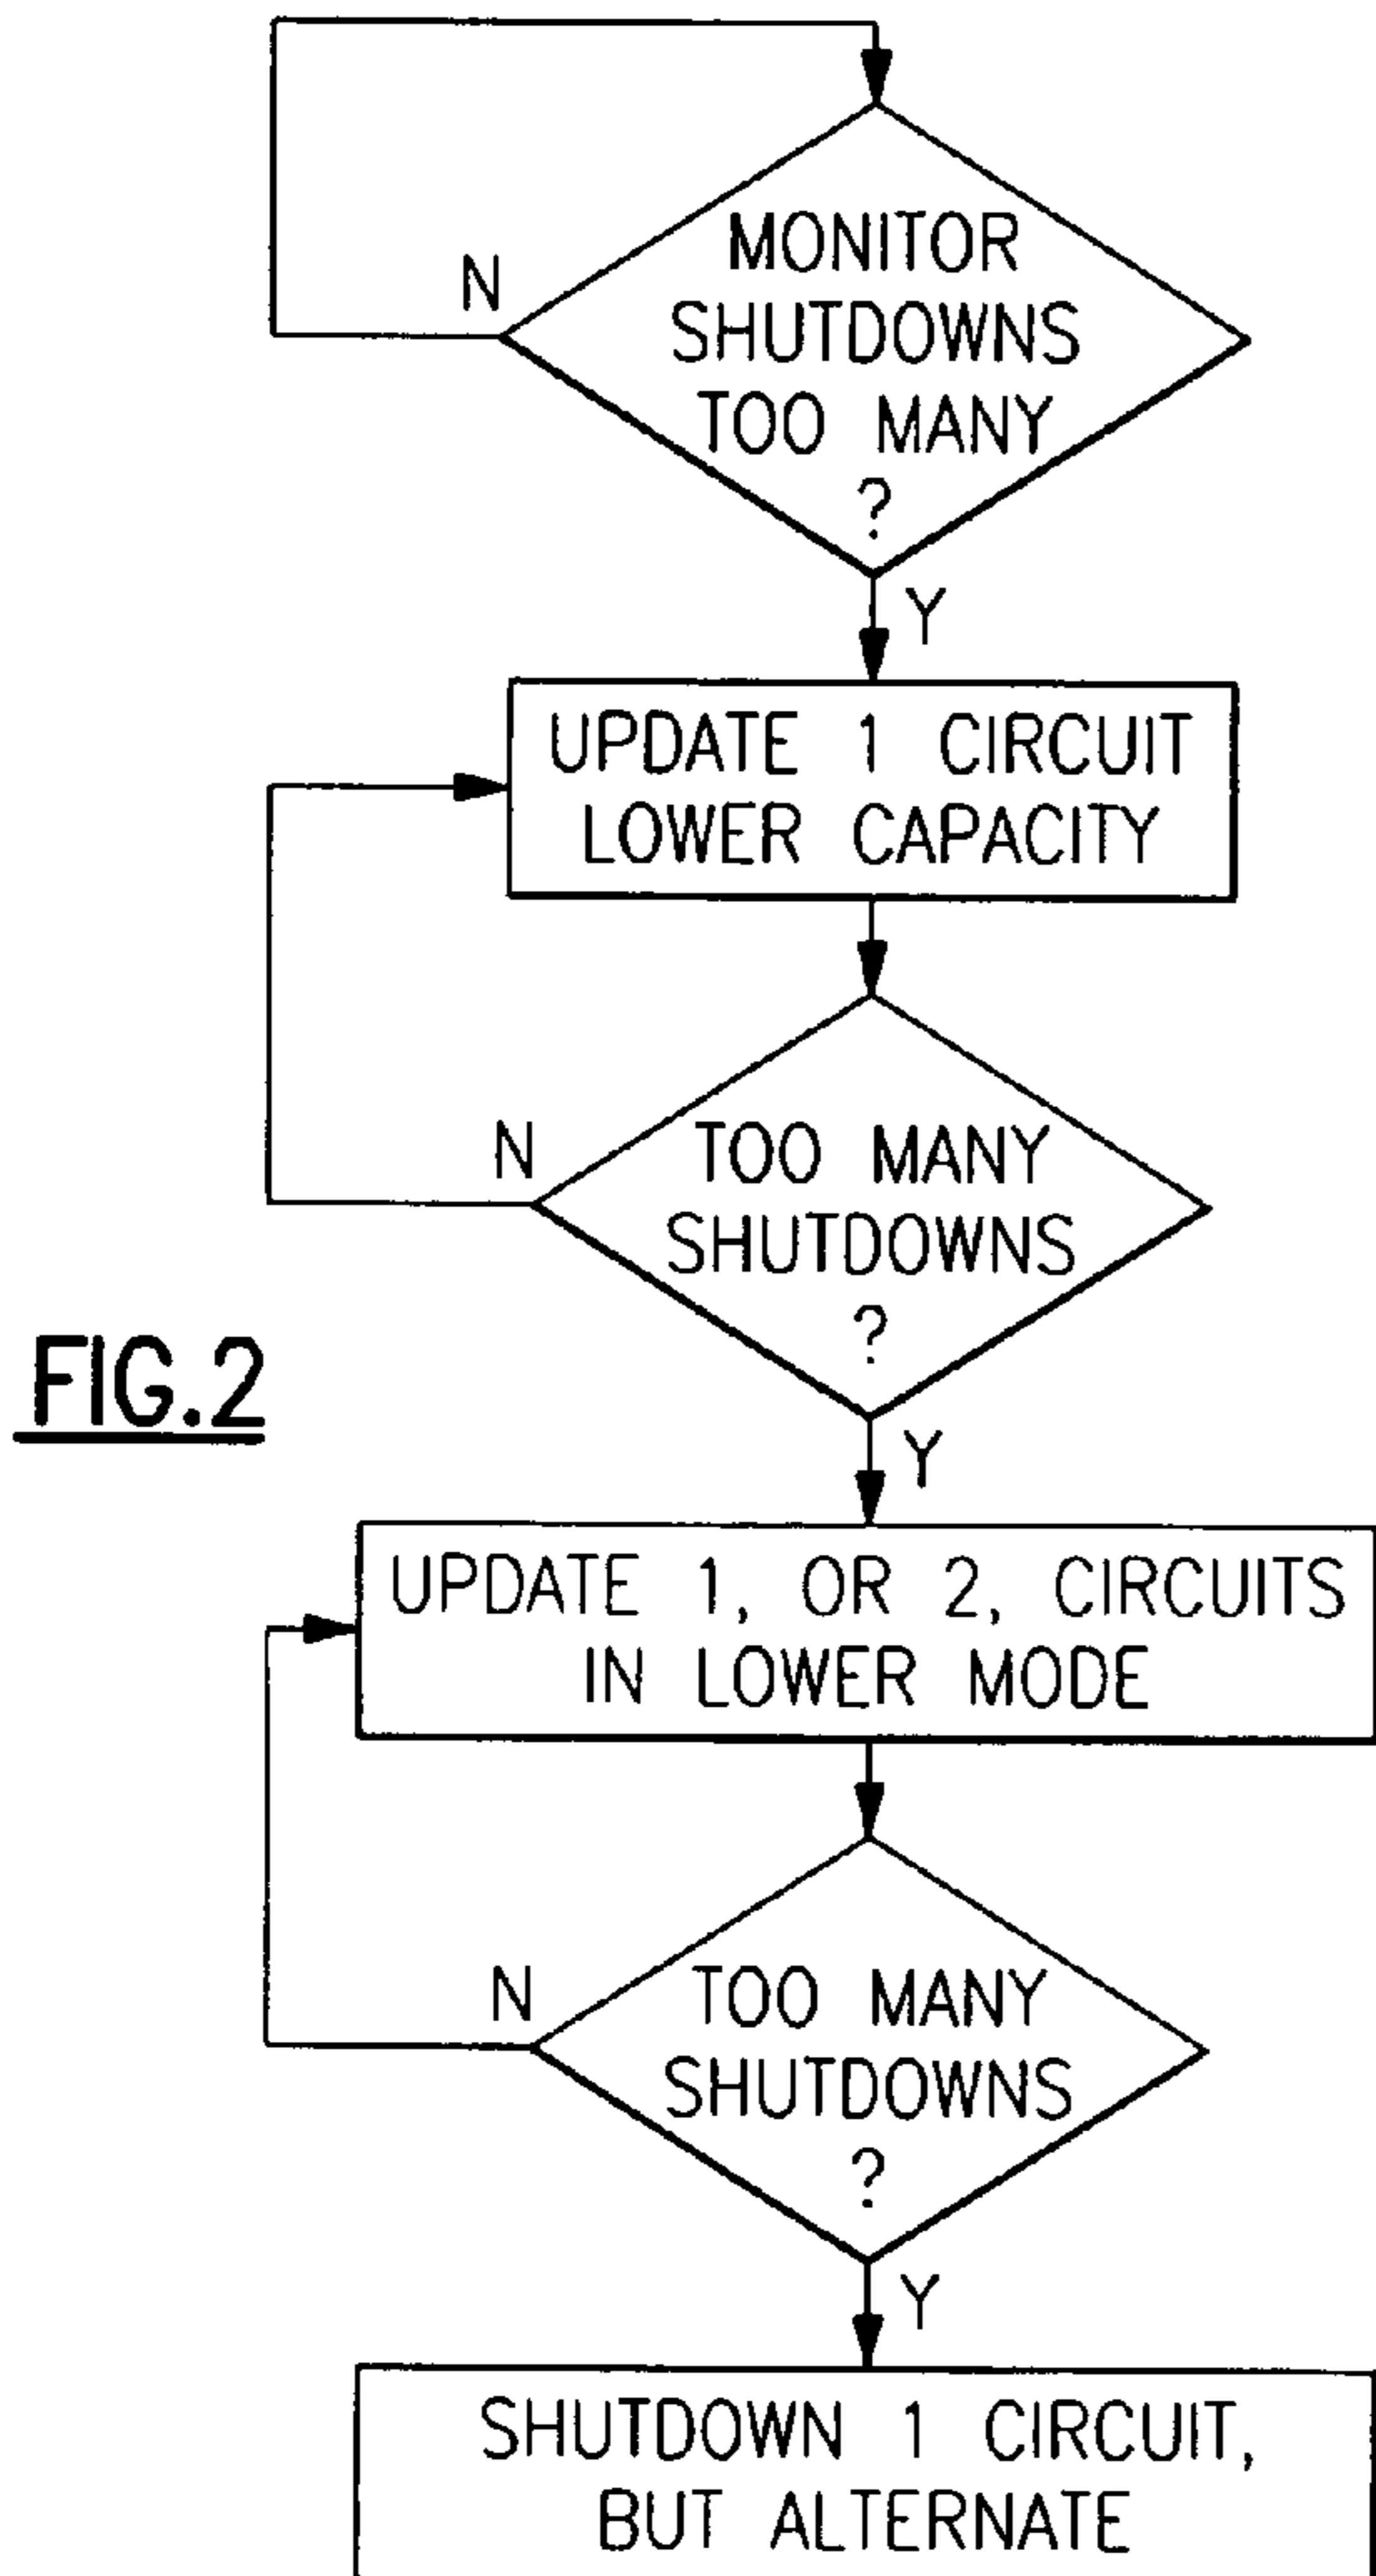 MONITOR
SHUTDOWNS
TOO MANY
?
N
Y
UPDATE 1 CIRCUIT
LOWER CAPACITY
TOO MANY
SHUTDOWNS
?
N
Y
FIG.2
UPDATE 1, OR 2, CIRCUITS
IN LOWER MODE
TOO MANY
SHUTDOWNS
?
N
Y
SHUTDOWN 1 CIRCUIT,
BUT ALTERNATE